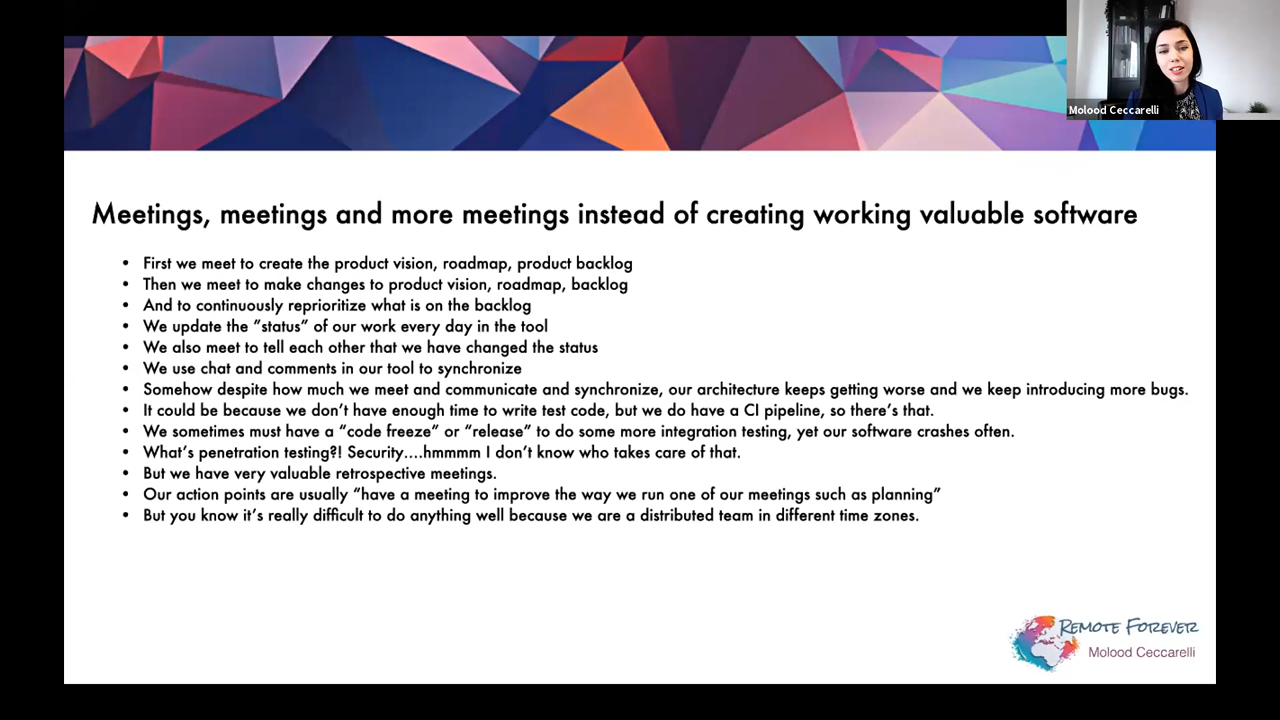 Molood Ceccarelli
Meetings, meetings and more meetings instead of creating working valuable software
• First we meet to create the product vision, roadmap, product backlog
• Then we meet to make changes to product vision, roadmap, backlog
• And to continuously reprioritize what is on the backlog
• We update the “status” of our work every day in the tool
• We also meet to tell each other that we have changed the status
• We use chat and comments in our tool to synchronize
• Somehow despite how much we meet and communicate and synchronize, our architecture keeps getting worse and we keep introducing more bugs.
• It could be because we don’t have enough time to write test code, but we do have a CI pipeline, so there’s that.
• We sometimes must have a “code freeze” or “release” to do some more integration testing, yet our software crashes often.
• What’s penetration testing?! Security....hmmmm I don’t know who takes care of that.
• But we have very valuable retrospective meetings.
• Our action points are usually “have a meeting to improve the way we run one of our meetings such as planning”
• But you know it’s really difficult to do anything well because we are a distributed team in different time zones.
REMOTE FOREVER
Molood Ceccarelli